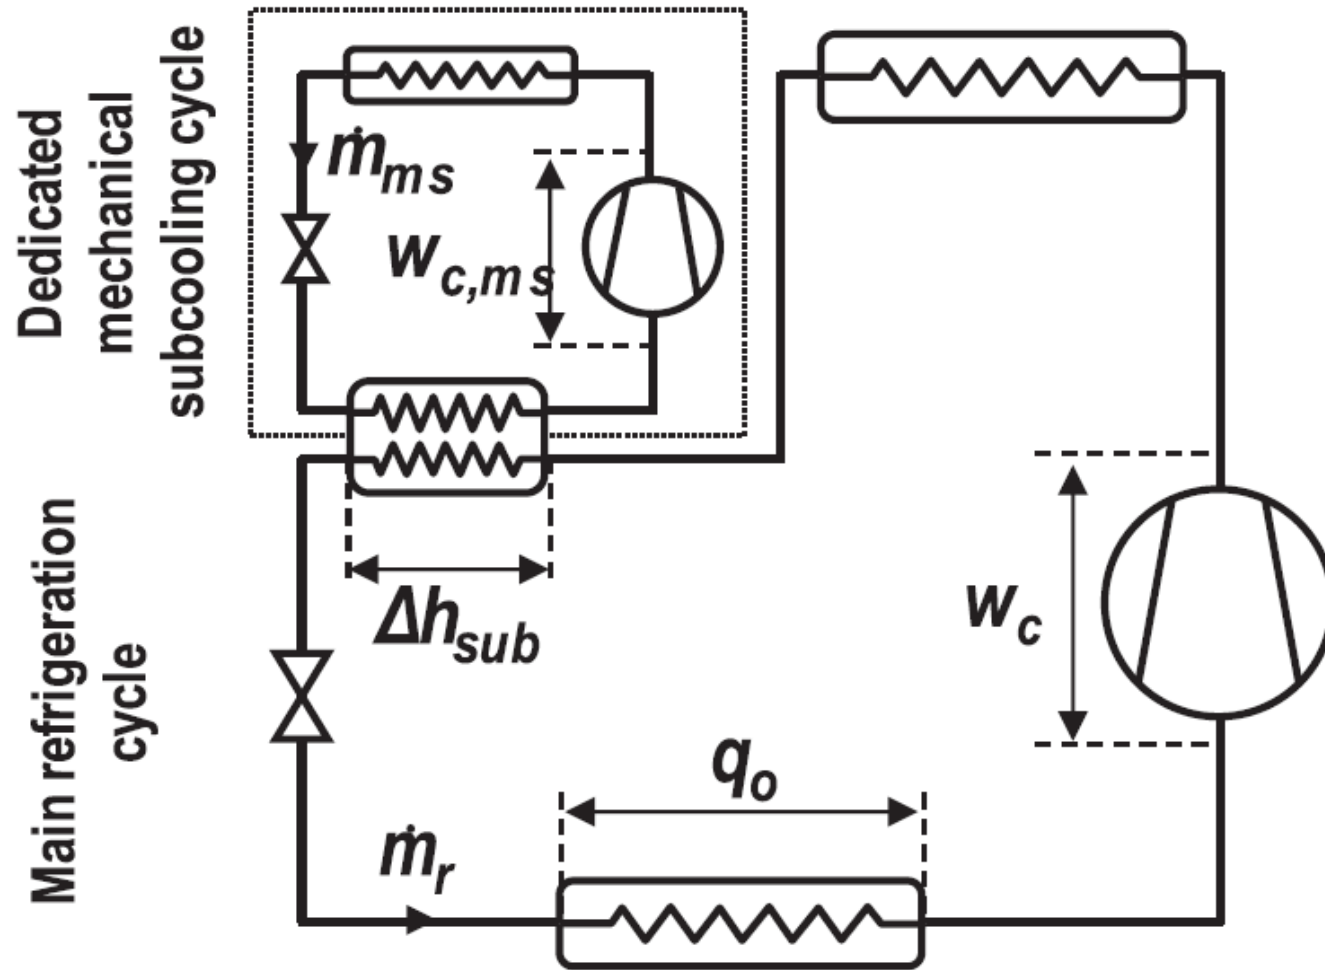 Dedicated
mechanical
subcooling cycle
ṁms
wc,ms
Δhsub
wc
Main refrigeration
cycle
qo
ṁr